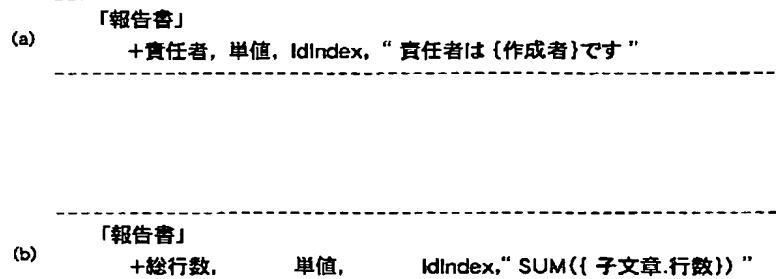 (a) 「報告書」
+責任者, 単値, IdIndex, “ 責任者は {作成者}です ”
(b) 「報告書」
+総行数, 単値, IdIndex,“ SUM({ 子文章.行数}) ”